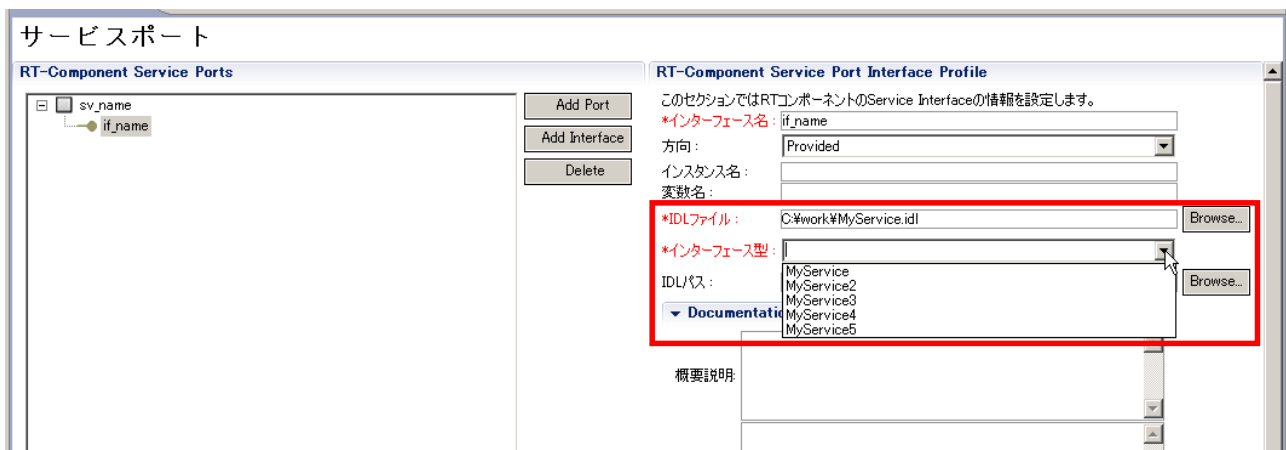 サービスポート
RT-Component Service Ports
sv_name
if_name
Add Port
Add Interface
Delete
RT-Component Service Port Interface Profile
このセクションではRTコンポーネントのService Interfaceの情報を設定します。
*インターフェース名： if_name
方向： Provided
インスタンス名：
変数名：
*IDLファイル： C:¥work¥MyService.idl Browse...
*インターフェース型：
MyService
MyService2
MyService3
MyService4
MyService5
IDLパス： Browse...
Documentatio
概要説明: